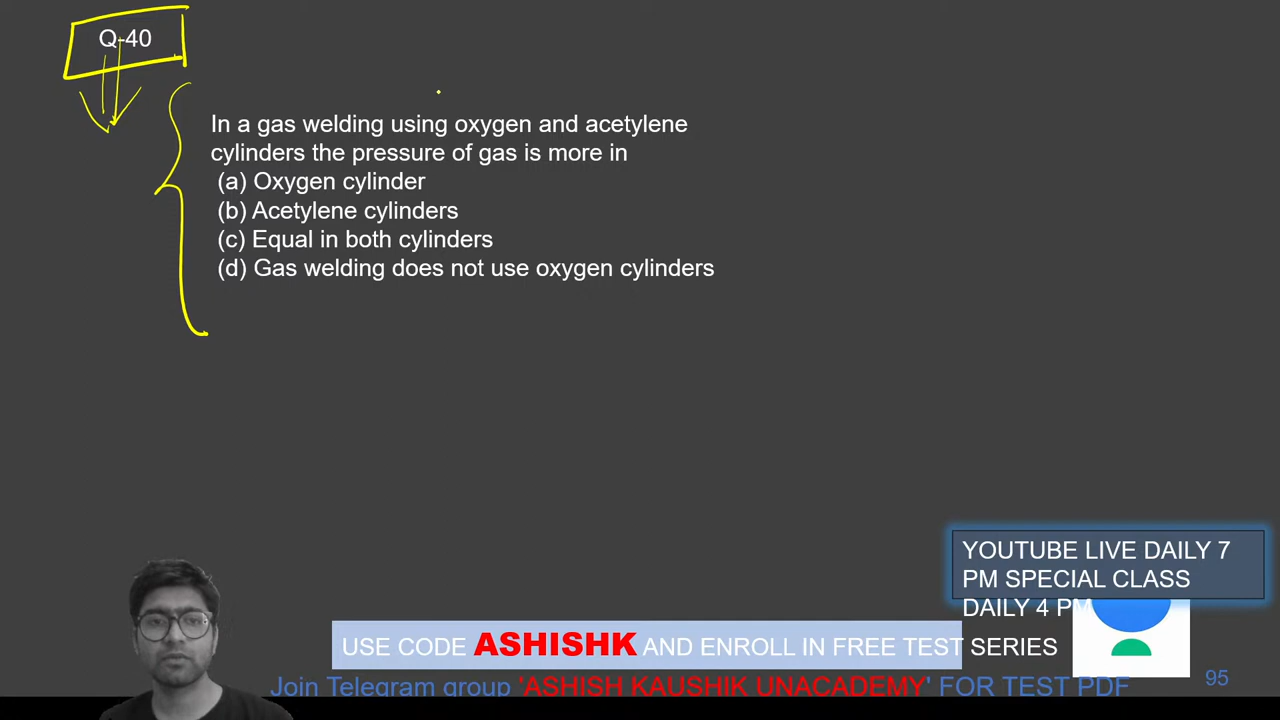 Q-40
In a gas welding using oxygen and acetylene
cylinders the pressure of gas is more in
(a) Oxygen cylinder
(b) Acetylene cylinders
(c) Equal in both cylinders
(d) Gas welding does not use oxygen cylinders
YOUTUBE LIVE DAILY 7
PM SPECIAL CLASS
DAILY 4 PM
USE CODE ASHISHK AND ENROLL IN FREE TEST SERIES
Join Telegram group 'ASHISH KAUSHIK UNACADEMY' FOR TEST PDF
95